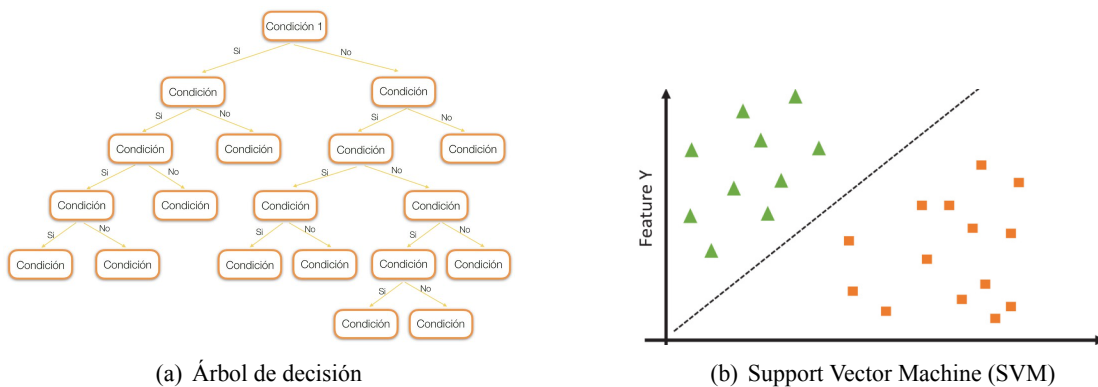 Condición 1
Si No
Condición Condición
Si No Si No
Condición Condición Condición Condición
Si No Si No
Condición Condición Condición Condición
Si No Si No Si No
Condición Condición Condición Condición Condición Condición
Si No
Condición Condición
(a) Árbol de decisión
Feature Y
(b) Support Vector Machine (SVM)